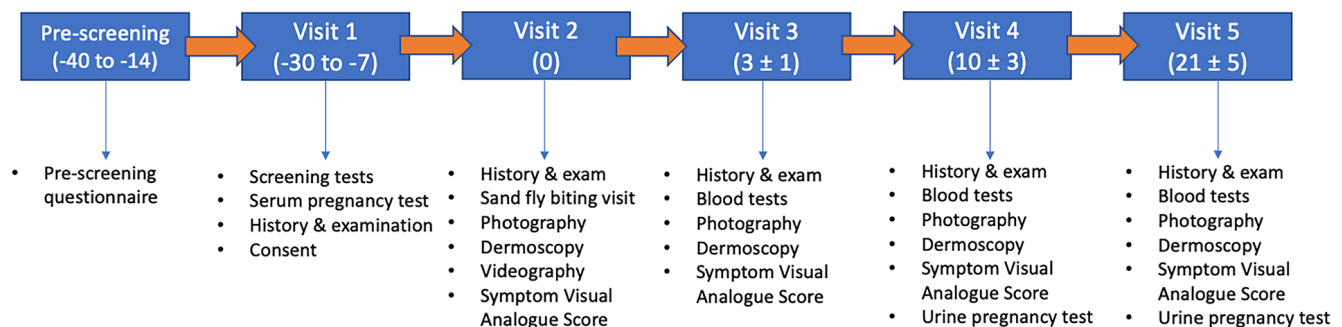 Pre-screening
(-40 to -14)
Visit 1
(-30 to -7)
Visit 2
(0)
Visit 3
(3 ± 1)
Visit 4
(10 ± 3)
Visit 5
(21 ± 5)
• Pre-screening
questionnaire
• Screening tests
• Serum pregnancy test
• History & examination
• Consent
• History & exam
• Sand fly biting visit
• Photography
• Dermoscopy
• Videography
• Symptom Visual
Analogue Score
• History & exam
• Blood tests
• Photography
• Dermoscopy
• Symptom Visual
Analogue Score
• History & exam
• Blood tests
• Photography
• Dermoscopy
• Symptom Visual
Analogue Score
• Urine pregnancy test
• History & exam
• Blood tests
• Photography
• Dermoscopy
• Symptom Visual
Analogue Score
• Urine pregnancy test